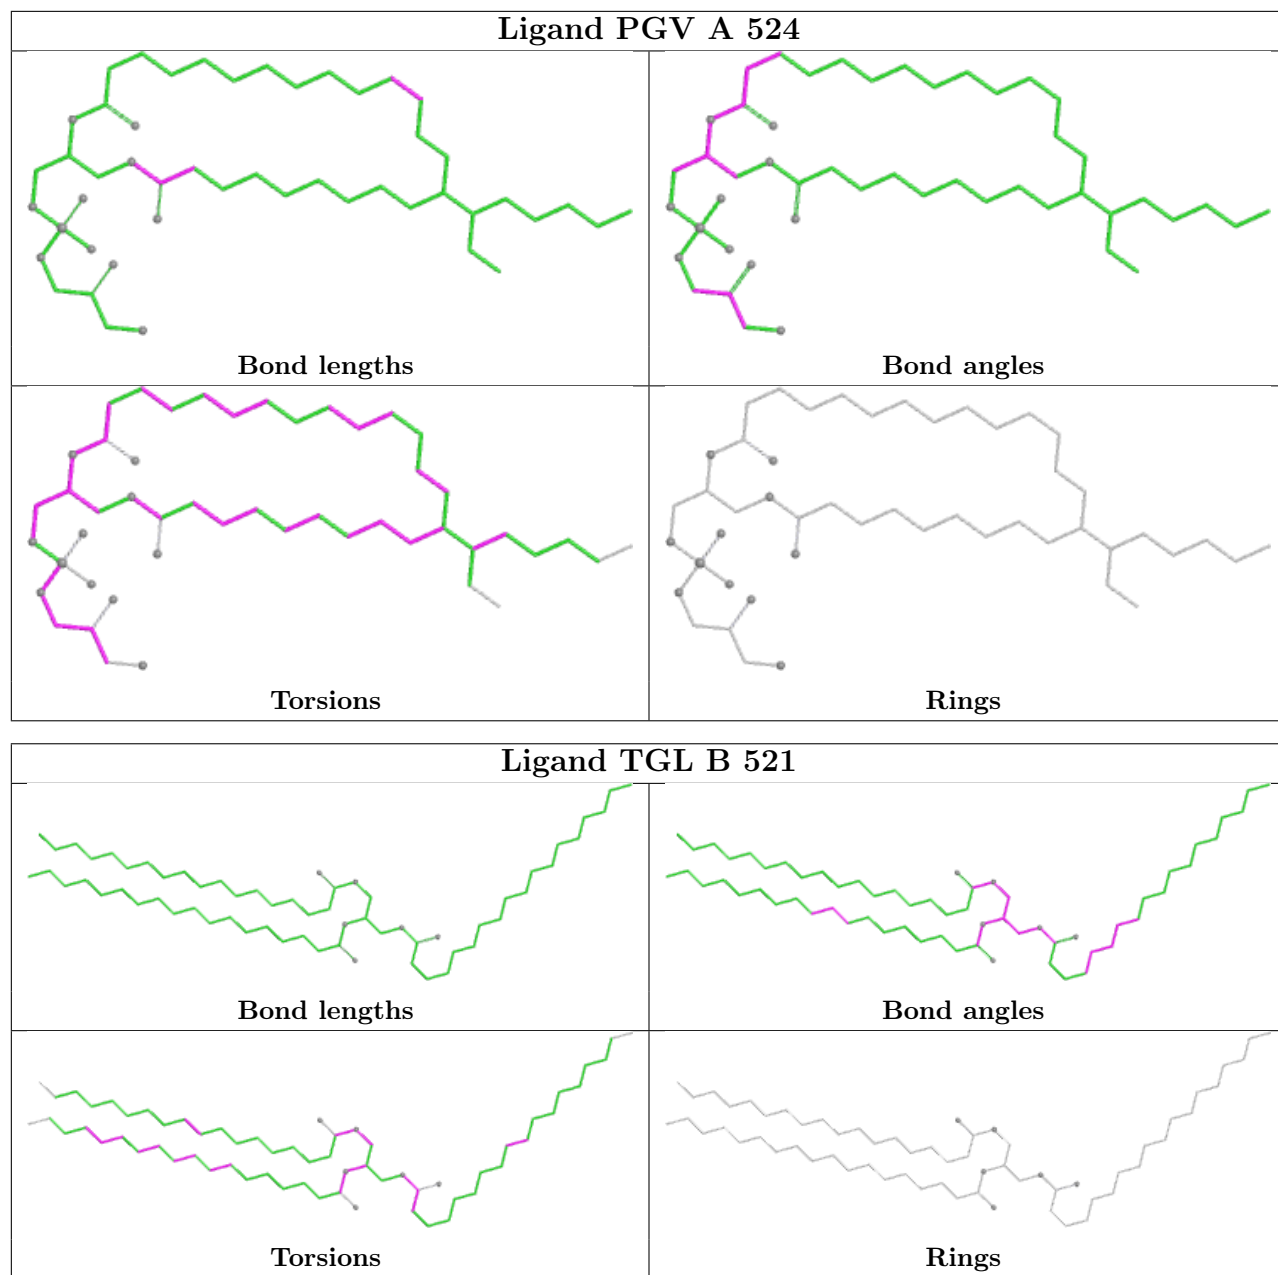 Ligand PGV A 524
Bond lengths
Bond angles
Torsions
Rings
Ligand TGL B 521
Bond lengths
Bond angles
Torsions
Rings